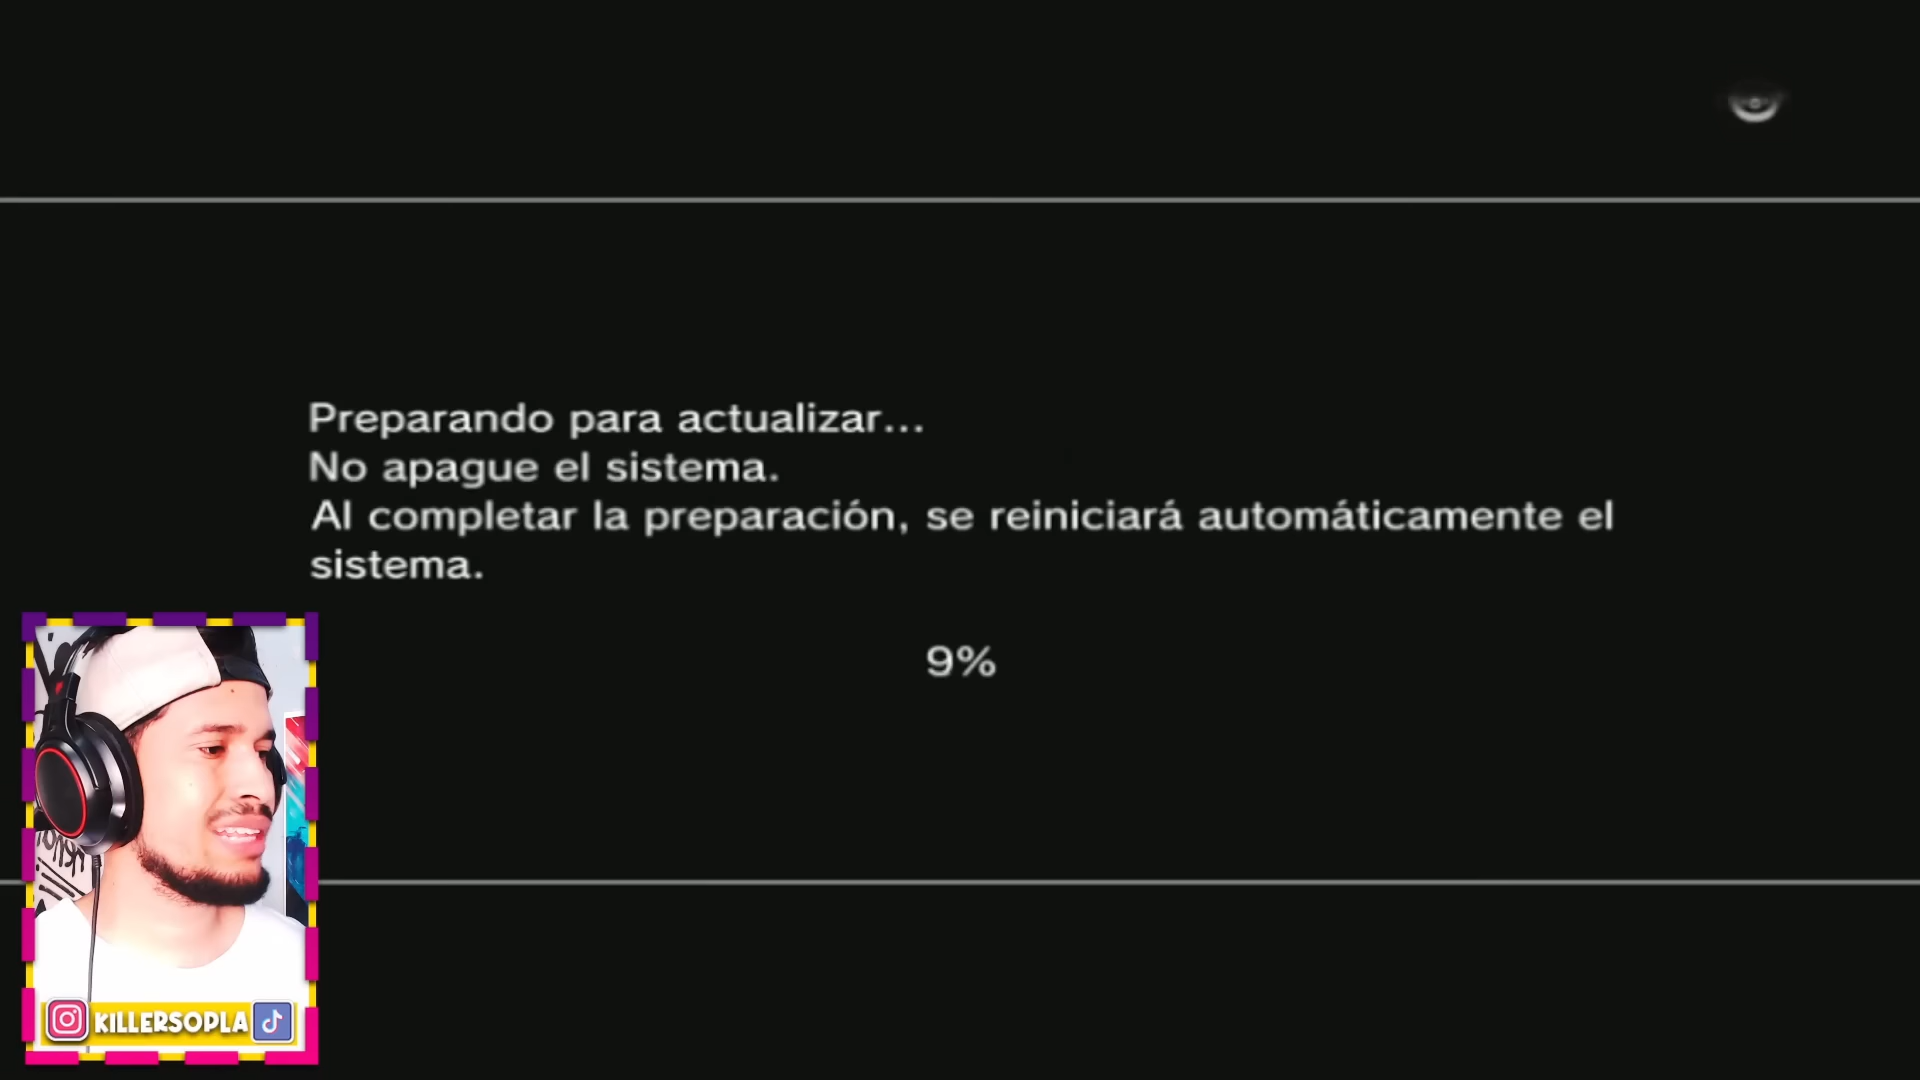 Preparando para actualizar...
No apague el sistema.
Al completar la preparación, se reiniciará automáticamente el
sistema.
9%
KILLERSOPLA